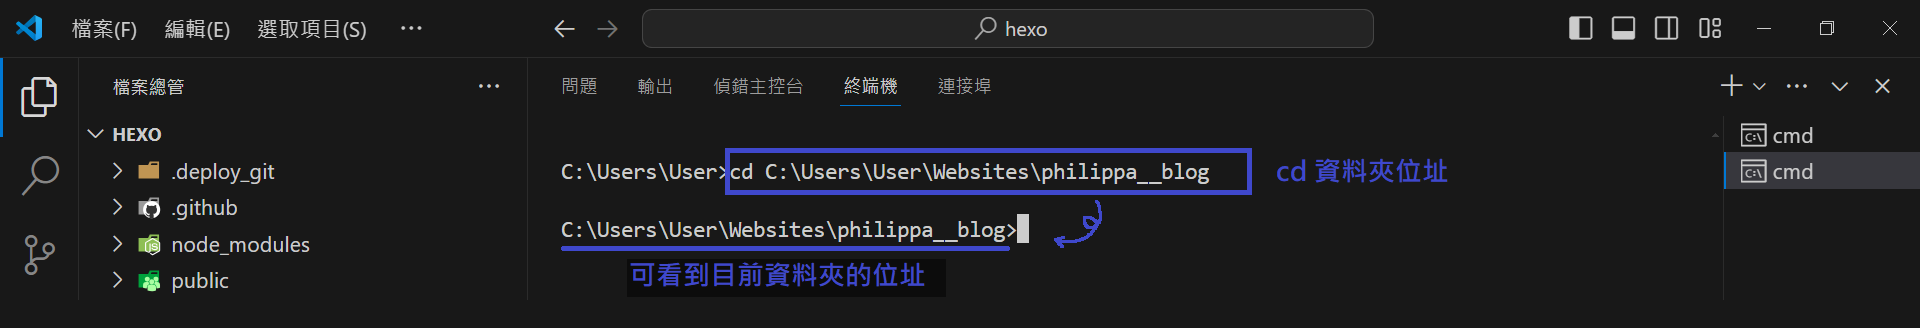 檔案(F) 編輯(E) 選取項目(S) ··· hexo
檔案總管 ···
問題 輸出 偵錯主控台 終端機 連接埠
HEXO
.deploy_git
.github
node_modules
public
C:\Users\User>cd C:\Users\User\Websites\philippa__blog
cd 資料夾位址
C:\Users\User\Websites\philippa__blog>
可看到目前資料夾的位址
cmd
cmd